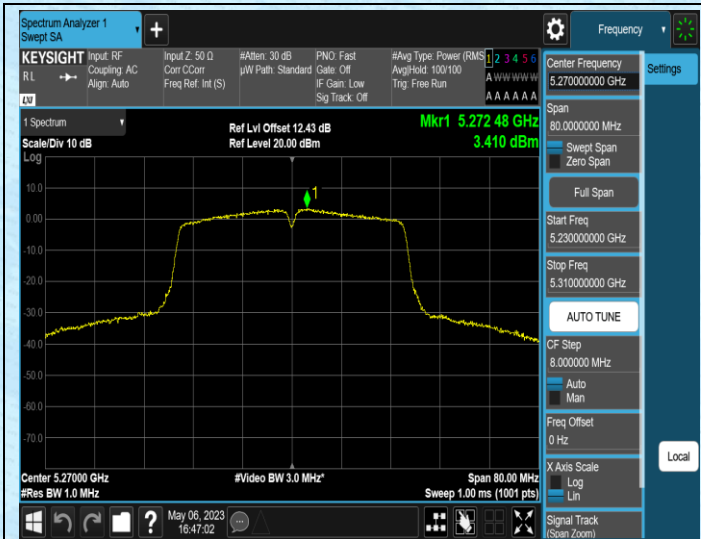 Spectrum Analyzer 1
Swept SA
+
Frequency
KEYSIGHT
RL
LXI
Input: RF
Coupling: AC
Align: Auto
Input Z: 50 Ω
Corr CCorr
Freq Ref: Int (S)
#Atten: 30 dB
µW Path: Standard
PNO: Fast
Gate: Off
IF Gain: Low
Sig Track: Off
#Avg Type: Power (RMS
Avg|Hold: 100/100
Trig: Free Run
1 2 3 4 5 6
A W W W W W
A A A A A A
1 Spectrum
Scale/Div 10 dB
Log
Ref Lvl Offset 12.43 dB
Ref Level 20.00 dBm
Mkr1 5.272 48 GHz
3.410 dBm
1
10.0
0.00
-10.0
-20.0
-30.0
-40.0
-50.0
-60.0
-70.0
Center 5.27000 GHz
#Res BW 1.0 MHz
#Video BW 3.0 MHz*
Span 80.00 MHz
Sweep 1.00 ms (1001 pts)
Center Frequency
5.270000000 GHz
Settings
Span
80.0000000 MHz
Swept Span
Zero Span
Full Span
Start Freq
5.230000000 GHz
Stop Freq
5.310000000 GHz
AUTO TUNE
CF Step
8.000000 MHz
Auto
Man
Freq Offset
0 Hz
X Axis Scale
Log
Lin
Local
Signal Track
(Span Zoom)
?
May 06, 2023
16:47:02